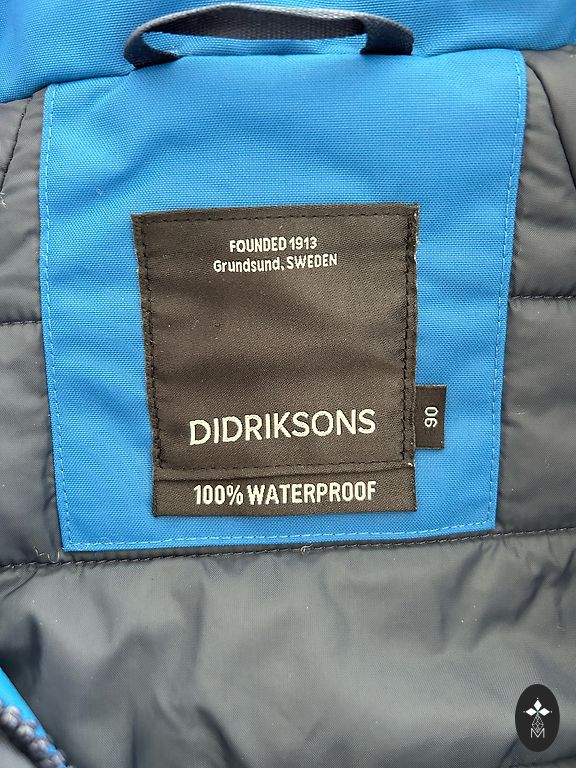 FOUNDED 1913
Grundsund, SWEDEN
DIDRIKSONS
90
100% WATERPROOF
M